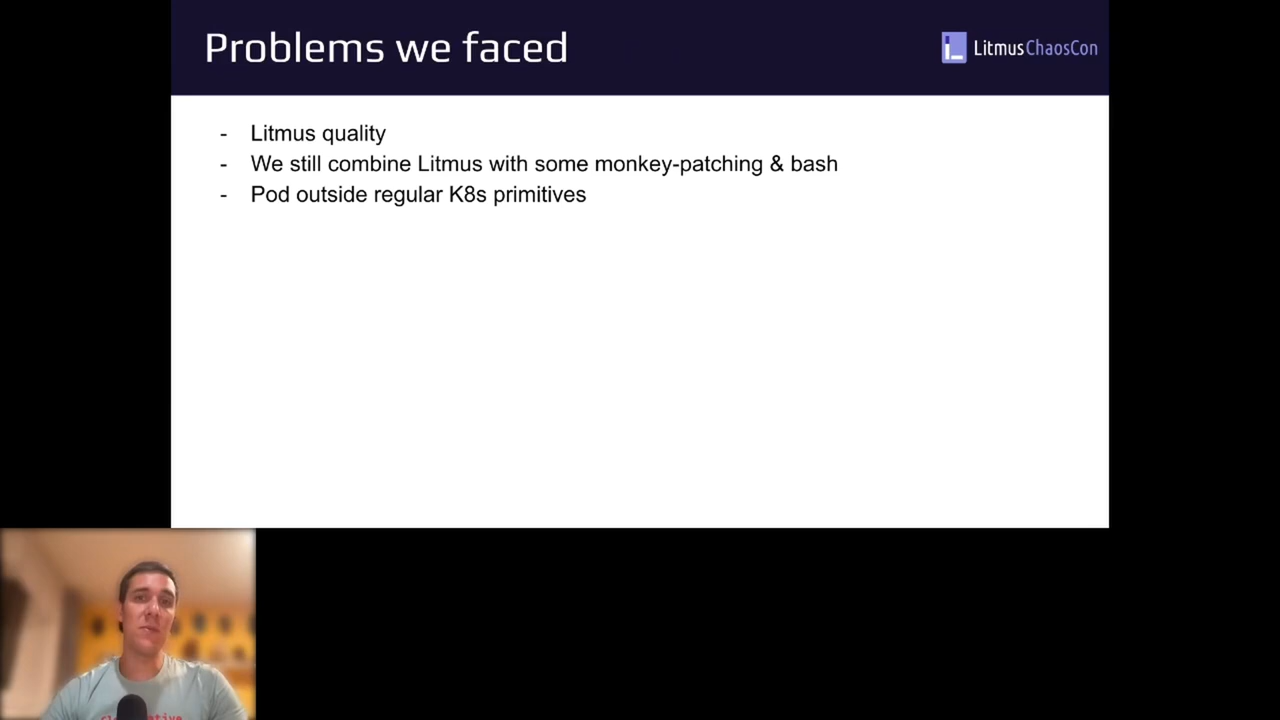 Problems we faced
LitmusChaosCon
- Litmus quality
- We still combine Litmus with some monkey-patching & bash
- Pod outside regular K8s primitives